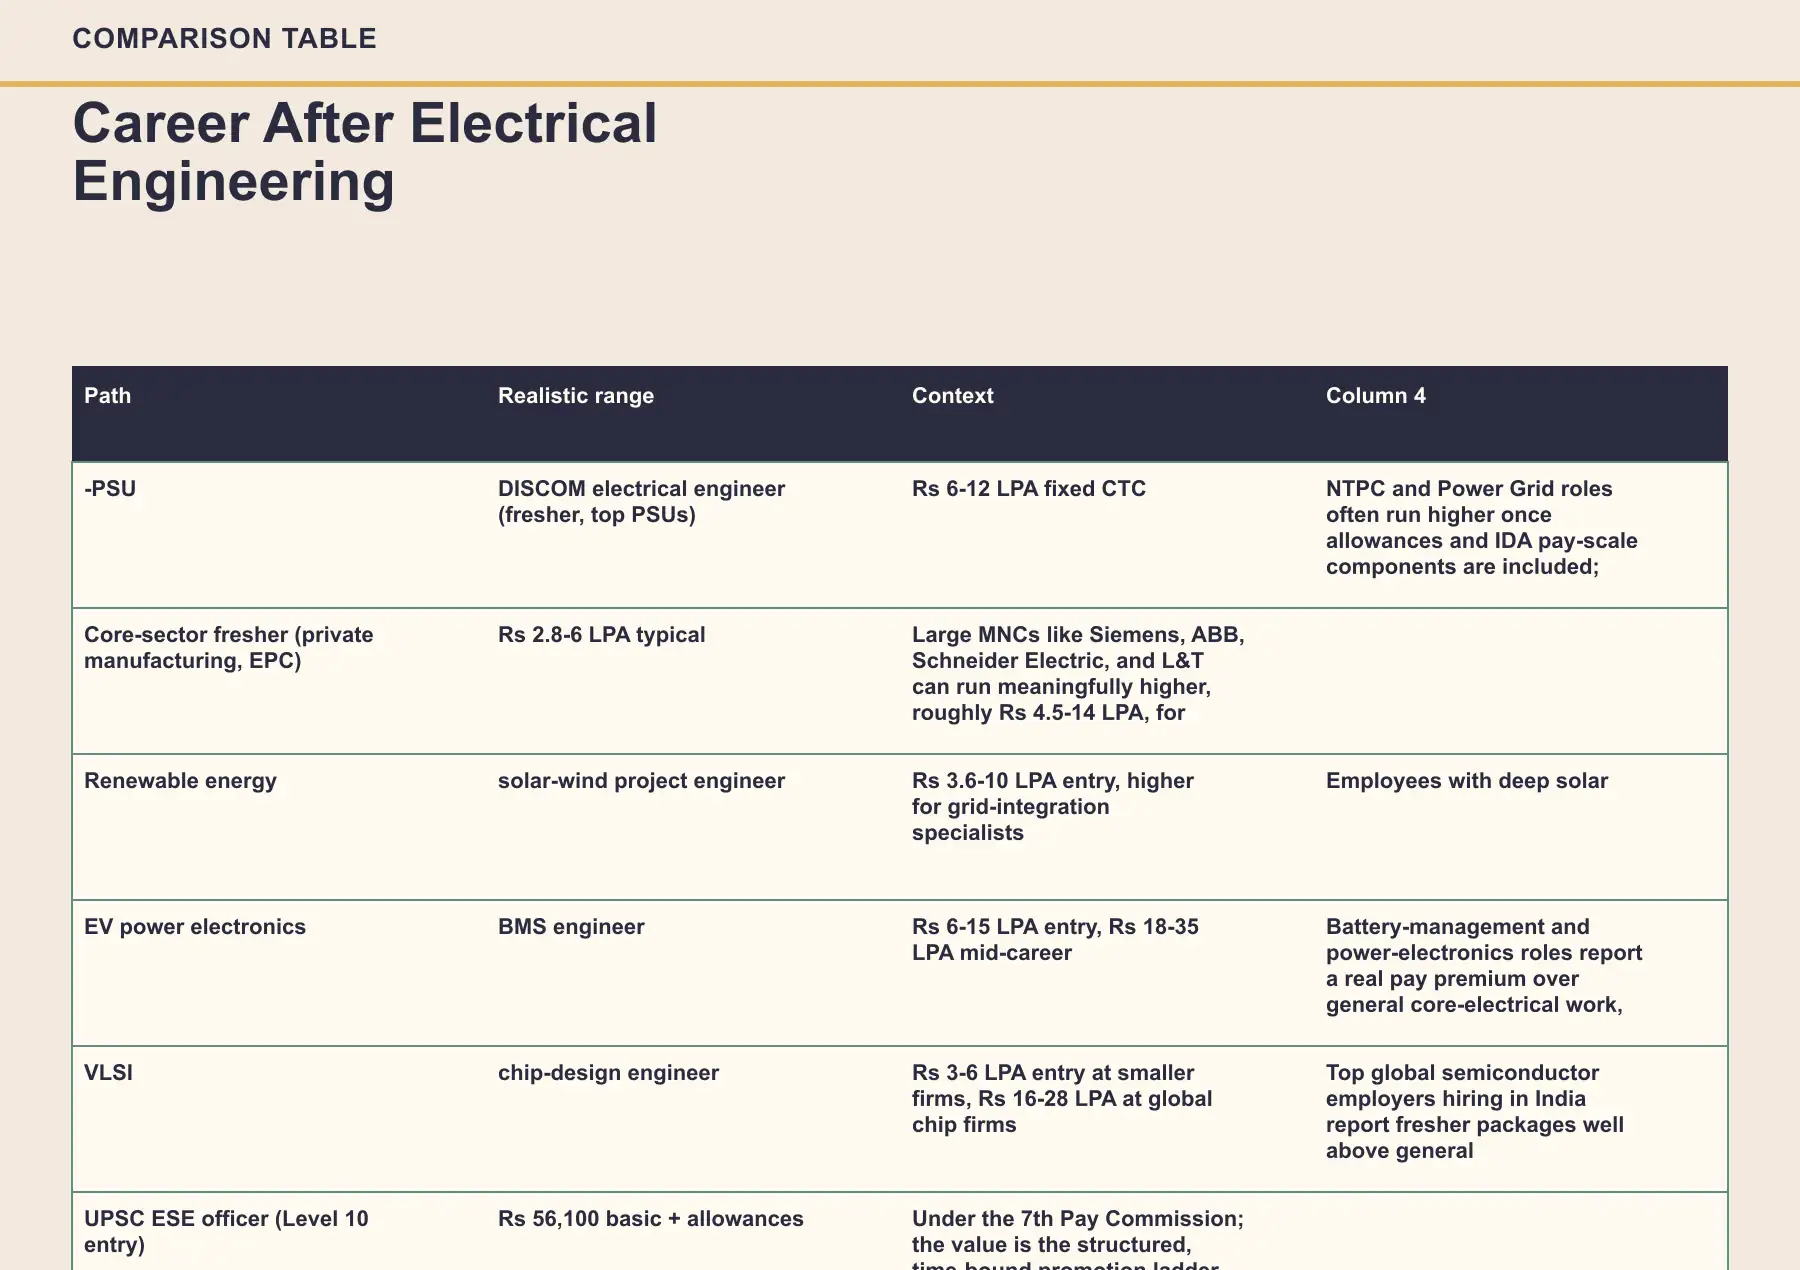 COMPARISON TABLE
Career After Electrical
Engineering
Path
Realistic range
Context
Column 4
-PSU
DISCOM electrical engineer
(fresher, top PSUs)
Rs 6-12 LPA fixed CTC
NTPC and Power Grid roles
often run higher once
allowances and IDA pay-scale
components are included;
Core-sector fresher (private
manufacturing, EPC)
Rs 2.8-6 LPA typical
Large MNCs like Siemens, ABB,
Schneider Electric, and L&T
can run meaningfully higher,
roughly Rs 4.5-14 LPA, for
Renewable energy
solar-wind project engineer
Rs 3.6-10 LPA entry, higher
for grid-integration
specialists
Employees with deep solar
EV power electronics
BMS engineer
Rs 6-15 LPA entry, Rs 18-35
LPA mid-career
Battery-management and
power-electronics roles report
a real pay premium over
general core-electrical work,
VLSI
chip-design engineer
Rs 3-6 LPA entry at smaller
firms, Rs 16-28 LPA at global
chip firms
Top global semiconductor
employers hiring in India
report fresher packages well
above general
UPSC ESE officer (Level 10
entry)
Rs 56,100 basic + allowances
Under the 7th Pay Commission;
the value is the structured,
time-bound promotion ladder